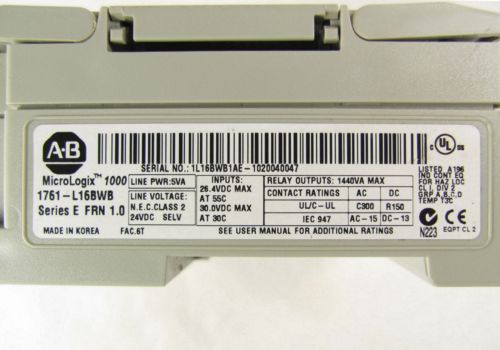 A·B
SERIAL NO.: 1L16BWB1AE-1020040047
MicroLogix™ 1000
1761-L16BWB
Series E FRN 1.0
MADE IN KOREA
FAC.6T
LINE PWR:5VA
LINE VOLTAGE:
N.E.C.CLASS 2
24VDC SELV
INPUTS:
26.4VDC MAX
AT 55C
30.0VDC MAX
AT 30C
RELAY OUTPUTS: 1440VA MAX
CONTACT RATINGS AC DC
UL/C-UL C300 R150
IEC 947 AC-15 DC-13
SEE USER MANUAL FOR ADDITIONAL RATINGS
c UL US
LISTED A196
IND CONT EQ
FOR HAZ LOC
CL I, DIV 2
GRP A,B,C,D
TEMP T3C
N223
EQPT CL 2